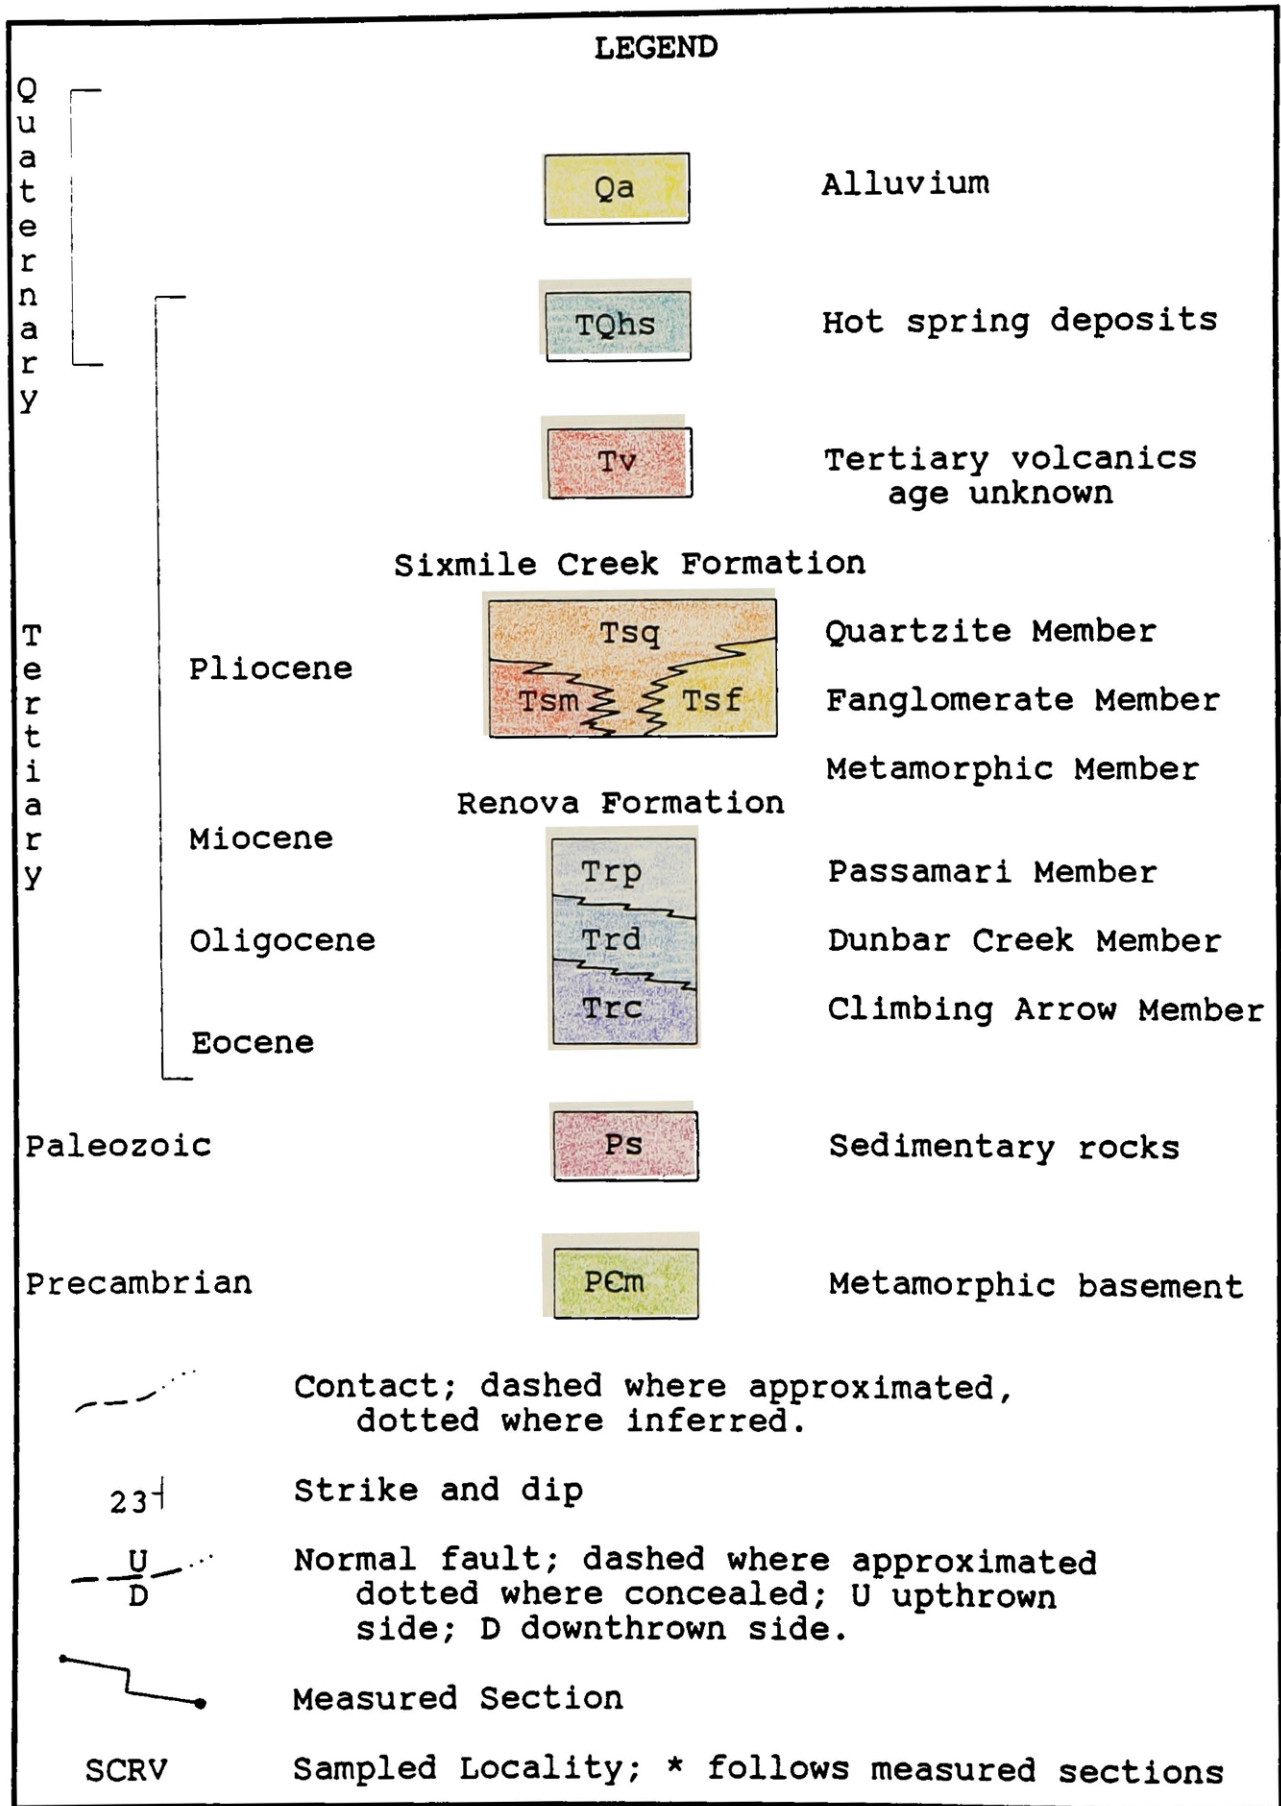 LEGEND
Quaternary
Qa Alluvium
TQhs Hot spring deposits
Tv Tertiary volcanics
age unknown
Sixmile Creek Formation
Tertiary
Tsq Quartzite Member
Pliocene
Tsm Tsf Fanglomerate Member
Metamorphic Member
Renova Formation
Miocene
Trp Passamari Member
Oligocene Trd Dunbar Creek Member
Trc Climbing Arrow Member
Eocene
Paleozoic Ps Sedimentary rocks
Precambrian PЄm Metamorphic basement
Contact; dashed where approximated,
dotted where inferred.
23 Strike and dip
U
D
Normal fault; dashed where approximated
dotted where concealed; U upthrown
side; D downthrown side.
Measured Section
SCRV Sampled Locality; * follows measured sections